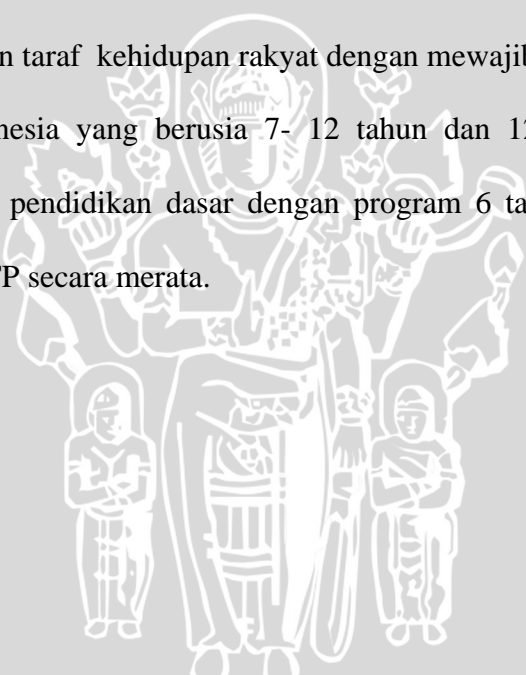 n taraf kehidupan rakyat dengan mewajib
nesia yang berusia 7- 12 tahun dan 12
pendidikan dasar dengan program 6 ta
P secara merata.